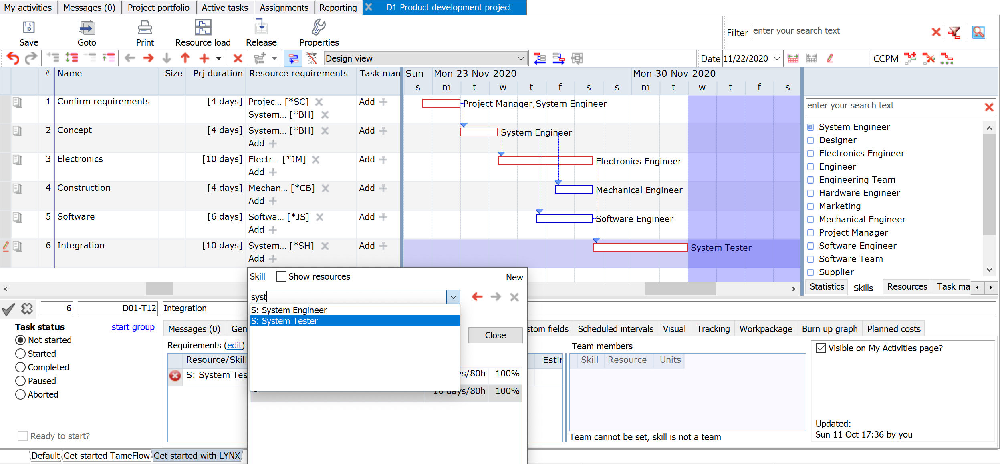 My activities Messages (0) Project portfolio Active tasks Assignments Reporting D1 Product development project
Save Goto Print Resource load Release Properties Filter enter your search text
Design Devel Devel
Design view Date 11/22/2020 CCPM
# Name Size Prj duration Resource requirements Task man Sun Mon 23 Nov 2020 Mon 30 Nov 2020
s m t w t f s s m t w t f s
1 Confirm requirements [4 days] Projec... [*SC] Add Project Manager,System Engineer
System... [*BH]
2 Concept [4 days] System... [*BH] Add System Engineer
Add
3 Electronics [10 days] Electr... [*JM] Add Electronics Engineer
Add
4 Construction [4 days] Mechan... [*CB] Add Mechanical Engineer
Add
5 Software [6 days] Softwa... [*JS] Add Software Engineer
Add
6 Integration [10 days] System... [*SH] Add System Tester
Add
enter your search text
System Engineer
Designer
Electronics Engineer
Engineer
Engineering Team
Hardware Engineer
Marketing
Mechanical Engineer
Project Manager
Software Engineer
Software Team
Supplier
Statistics Skills Resources Task ma
Skill Show resources New
syst
S: System Engineer
S: System Tester
Close
ys/80h 100%
10 days/80h 100%
6 D01-T12 Integration
Task status start group
Not started
Started
Completed
Paused
Aborted
Ready to start?
Messages (0) Gen stom fields Scheduled intervals Visual Tracking Workpackage Burn up graph Planned costs
Requirements (edit)
Resource/Skill Estir
S: System Tes
Team members
Skill Resource Units
Team cannot be set, skill is not a team
Visible on My Activities page?
Updated:
Sun 11 Oct 17:36 by you
Default Get started TameFlow Get started with LYNX